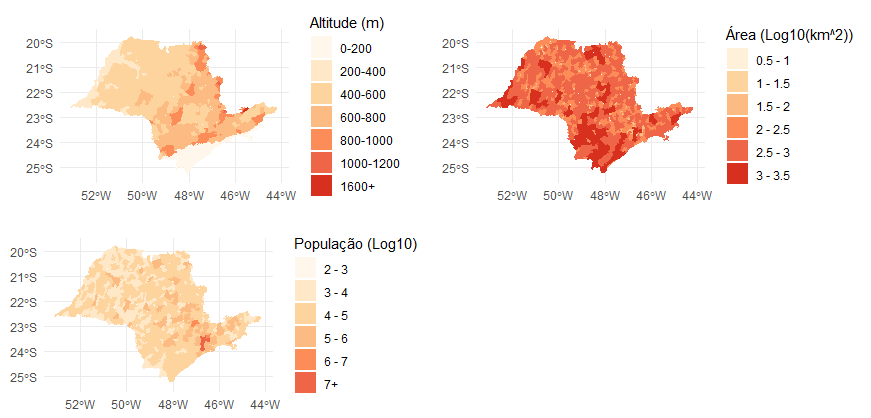 Altitude (m)
0-200
200-400
400-600
600-800
800-1000
1000-1200
1600+
20°S
21°S
22°S
23°S
24°S
25°S
52°W
50°W
48°W
46°W
44°W
Área (Log10(km^2))
0.5 - 1
1 - 1.5
1.5 - 2
2 - 2.5
2.5 - 3
3 - 3.5
20°S
21°S
22°S
23°S
24°S
25°S
52°W
50°W
48°W
46°W
44°W
População (Log10)
2 - 3
3 - 4
4 - 5
5 - 6
6 - 7
7+
20°S
21°S
22°S
23°S
24°S
25°S
52°W
50°W
48°W
46°W
44°W